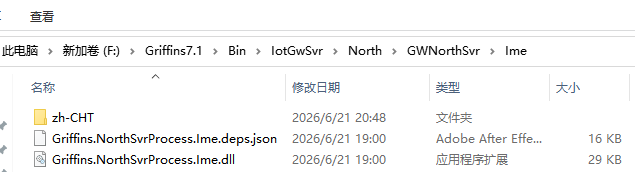 查看
此电脑 > 新加卷 (F:) > Griffins7.1 > Bin > IotGwSvr > North > GWNorthSvr > Ime
名称 修改日期 类型 大小
zh-CHT 2026/6/21 20:48 文件夹
Griffins.NorthSvrProcess.Ime.deps.json 2026/6/21 19:00 Adobe After Effe... 16 KB
Griffins.NorthSvrProcess.Ime.dll 2026/6/21 19:00 应用程序扩展 29 KB